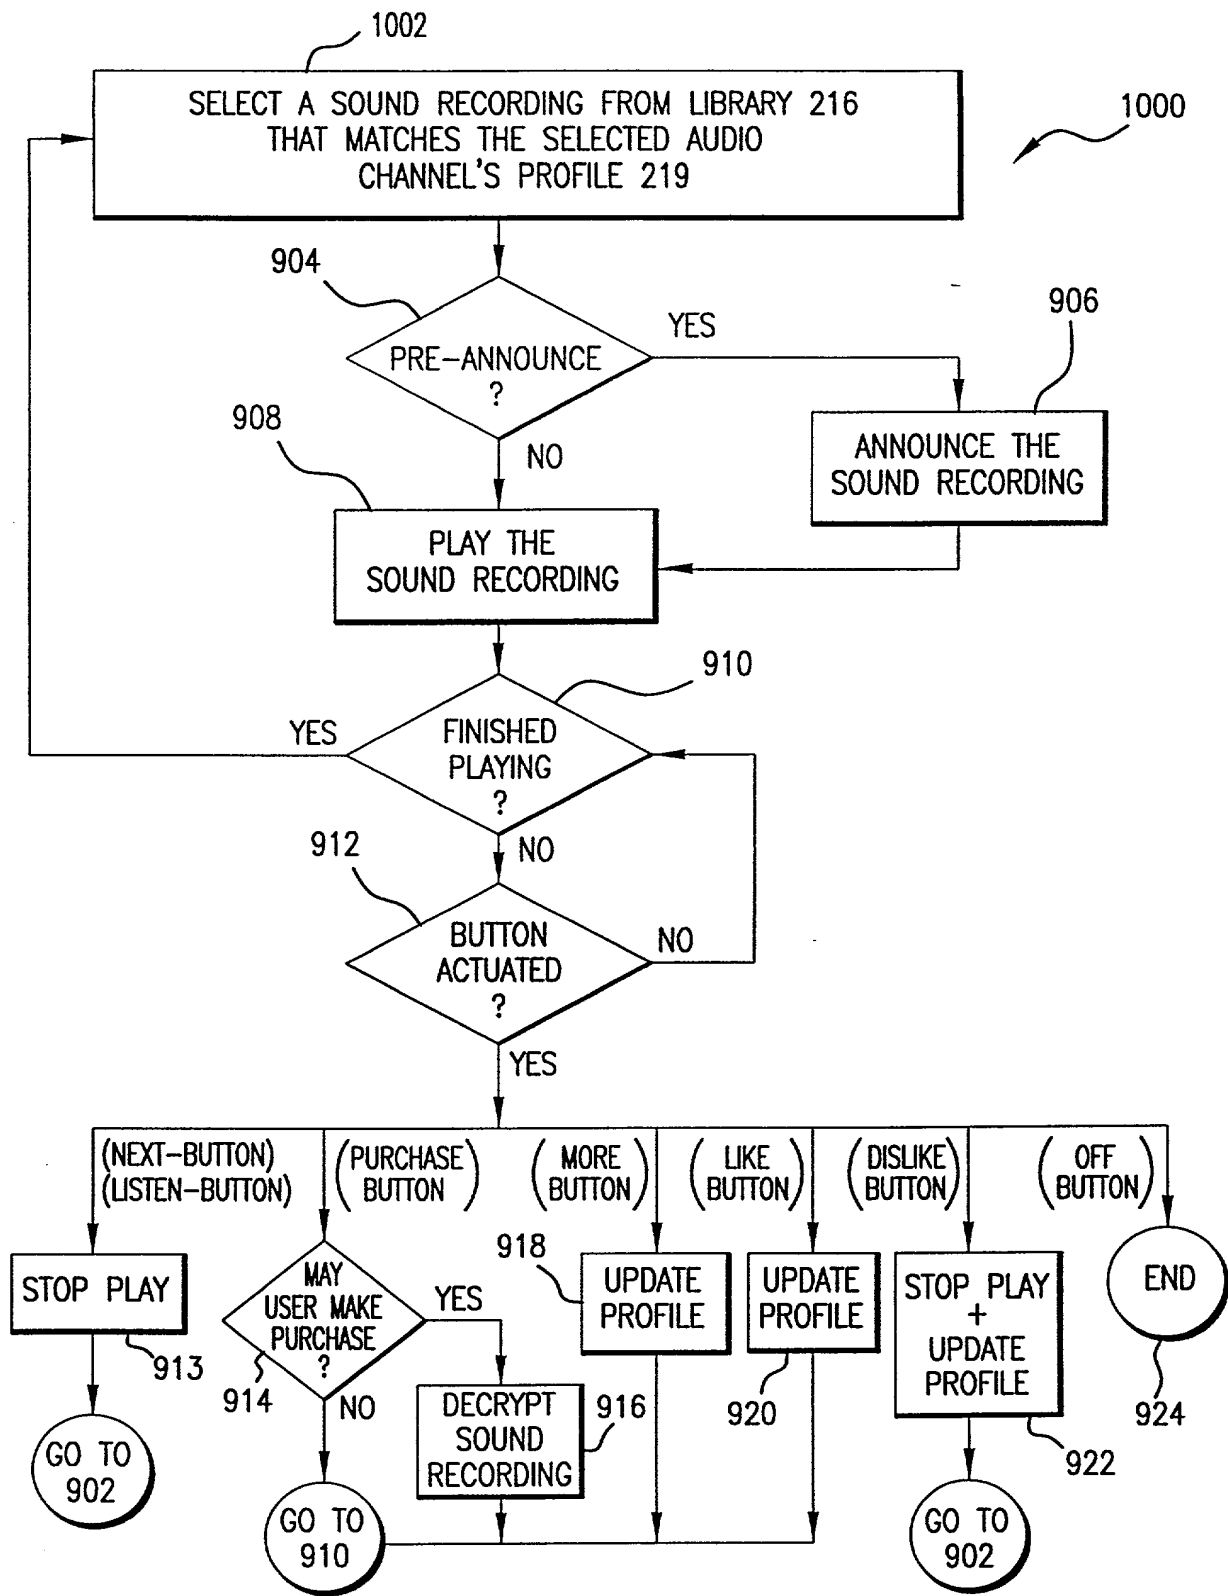 1002
SELECT A SOUND RECORDING FROM LIBRARY 216
THAT MATCHES THE SELECTED AUDIO
CHANNEL'S PROFILE 219
1000
904
PRE-ANNOUNCE
?
YES
906
ANNOUNCE THE
SOUND RECORDING
NO
908
PLAY THE
SOUND RECORDING
910
YES
FINISHED
PLAYING
?
NO
912
BUTTON
ACTUATED
?
NO
YES
(NEXT-BUTTON)
(LISTEN-BUTTON)
(PURCHASE
BUTTON)
(MORE
BUTTON)
(LIKE
BUTTON)
(DISLIKE
BUTTON)
(OFF
BUTTON)
STOP PLAY
913
GO TO
902
MAY
USER MAKE
PURCHASE
?
914
YES
NO
DECRYPT
SOUND
RECORDING
916
GO TO
910
918
UPDATE
PROFILE
UPDATE
PROFILE
920
STOP PLAY
+
UPDATE
PROFILE
922
GO TO
902
END
924